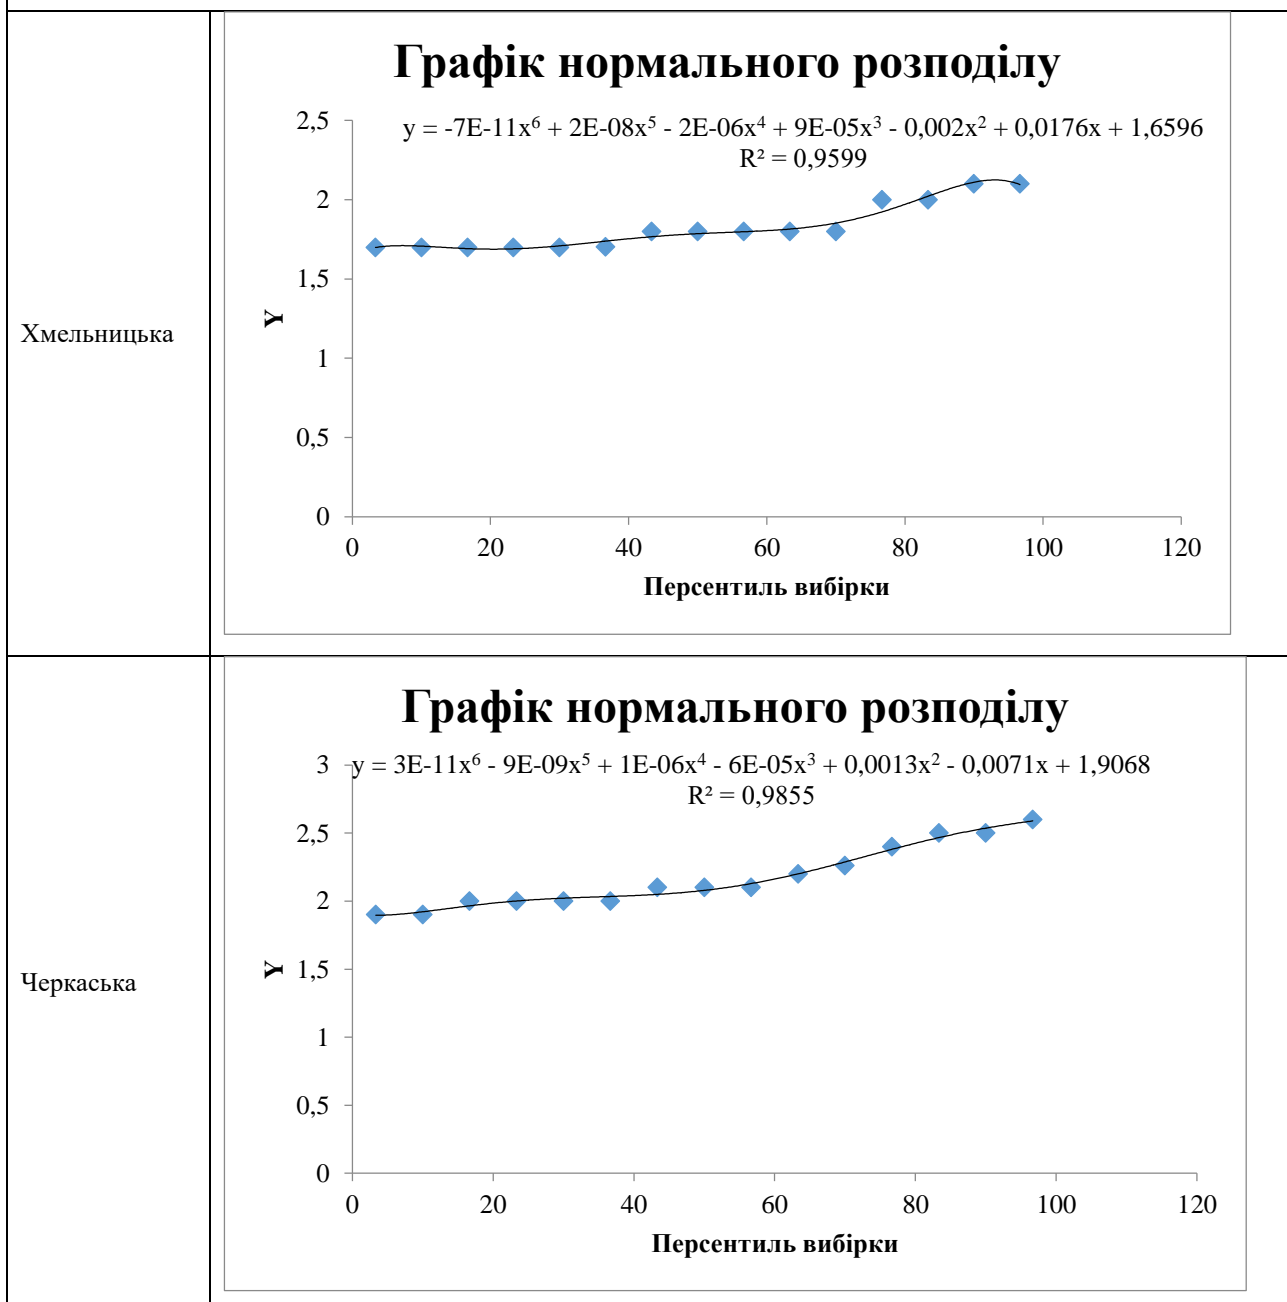 Хмельницька
Графік нормального розподілу
y = -7E-11x⁶ + 2E-08x⁵ - 2E-06x⁴ + 9E-05x³ - 0,002x² + 0,0176x + 1,6596
R² = 0,9599
2,5
2
1,5
1
0,5
0
Y
0 20 40 60 80 100 120
Персентиль вибірки
Черкаська
Графік нормального розподілу
y = 3E-11x⁶ - 9E-09x⁵ + 1E-06x⁴ - 6E-05x³ + 0,0013x² - 0,0071x + 1,9068
R² = 0,9855
3
2,5
2
1,5
1
0,5
0
Y
0 20 40 60 80 100 120
Персентиль вибірки